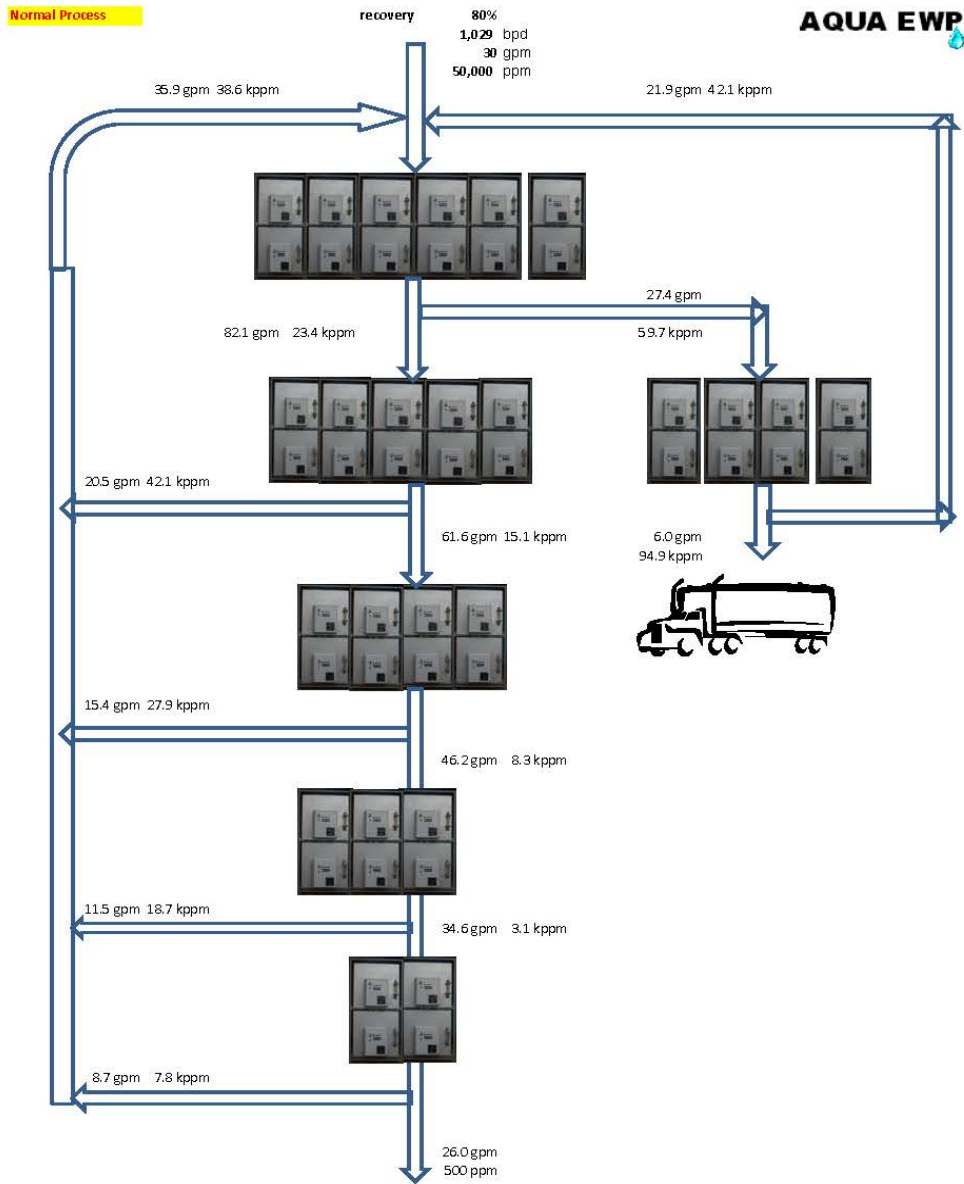 Normal Process
recovery 80%
1,029 bpd
30 gpm
50,000 ppm
AQUA EWP
35.9 gpm 38.6 kppm
21.9 gpm 42.1 kppm
27.4 gpm
82.1 gpm 23.4 kppm
59.7 kppm
20.5 gpm 42.1 kppm
61.6 gpm 15.1 kppm
6.0 gpm
94.9 kppm
15.4 gpm 27.9 kppm
46.2 gpm 8.3 kppm
11.5 gpm 18.7 kppm
34.6 gpm 3.1 kppm
8.7 gpm 7.8 kppm
26.0 gpm
500 ppm